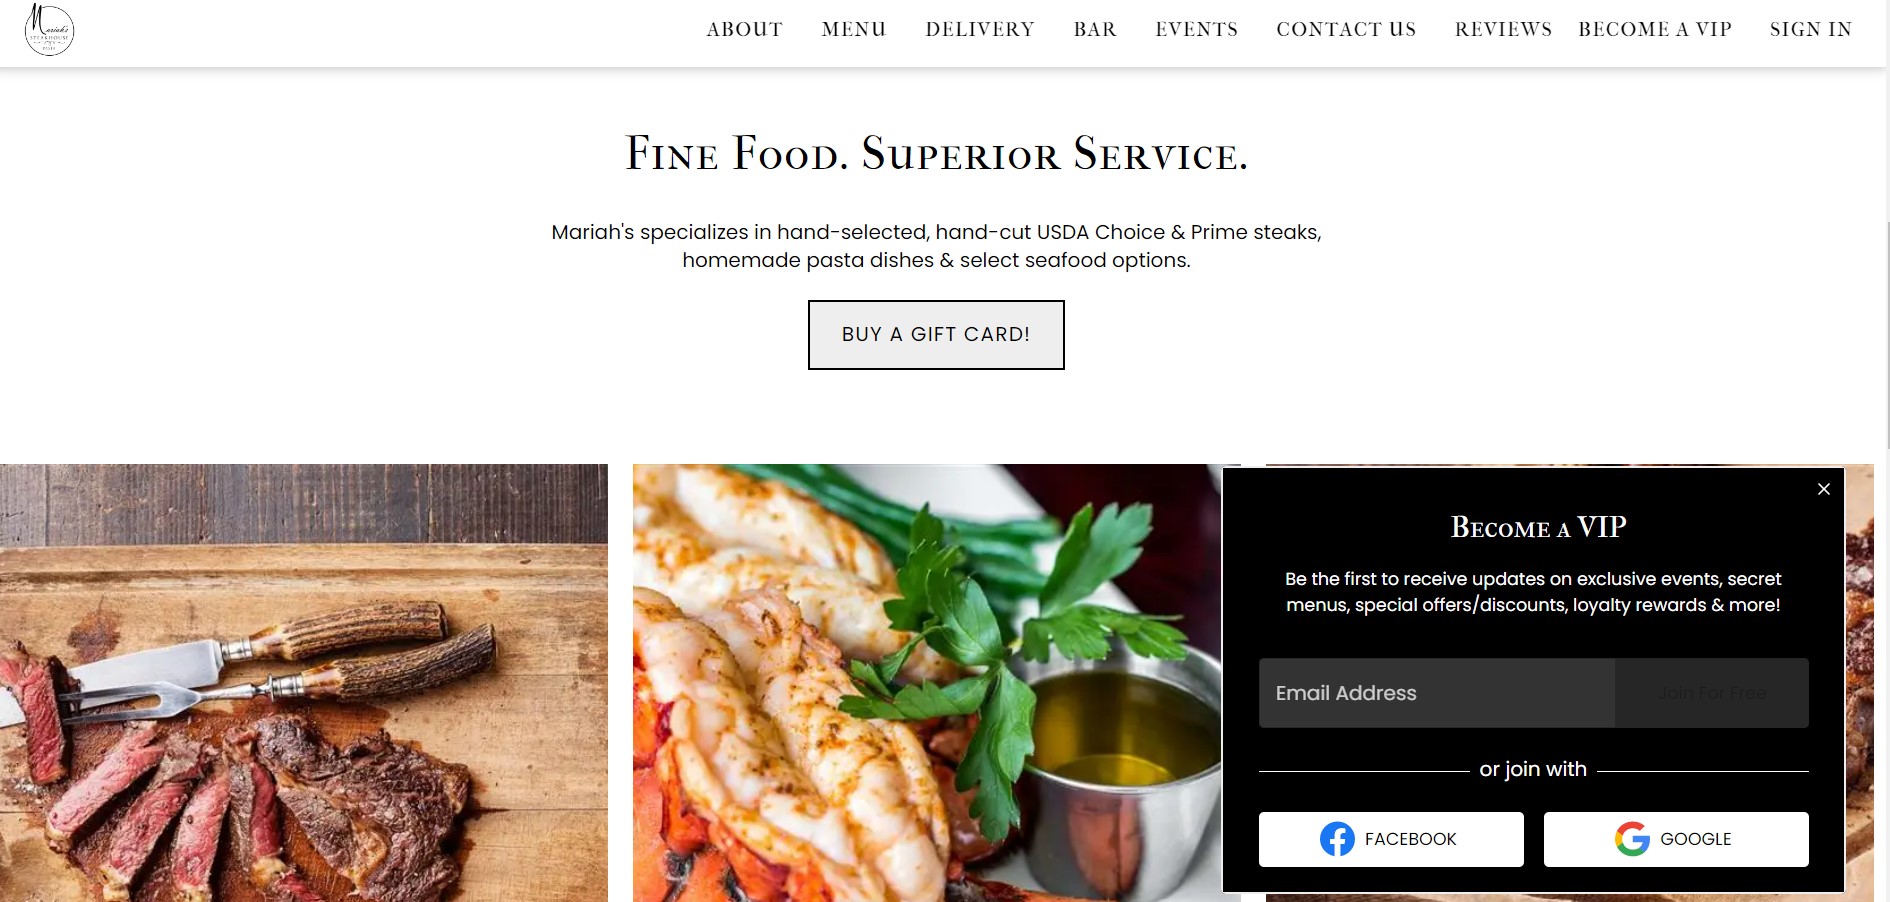 Mariah's
STEAKHOUSE
ABOUT
MENU
DELIVERY
BAR
EVENTS
CONTACT US
REVIEWS
BECOME A VIP
SIGN IN
Fine Food. Superior Service.
Mariah's specializes in hand-selected, hand-cut USDA Choice & Prime steaks,
homemade pasta dishes & select seafood options.
BUY A GIFT CARD!
Become a VIP
Be the first to receive updates on exclusive events, secret
menus, special offers/discounts, loyalty rewards & more!
Email Address
Join For Free
or join with
FACEBOOK
GOOGLE